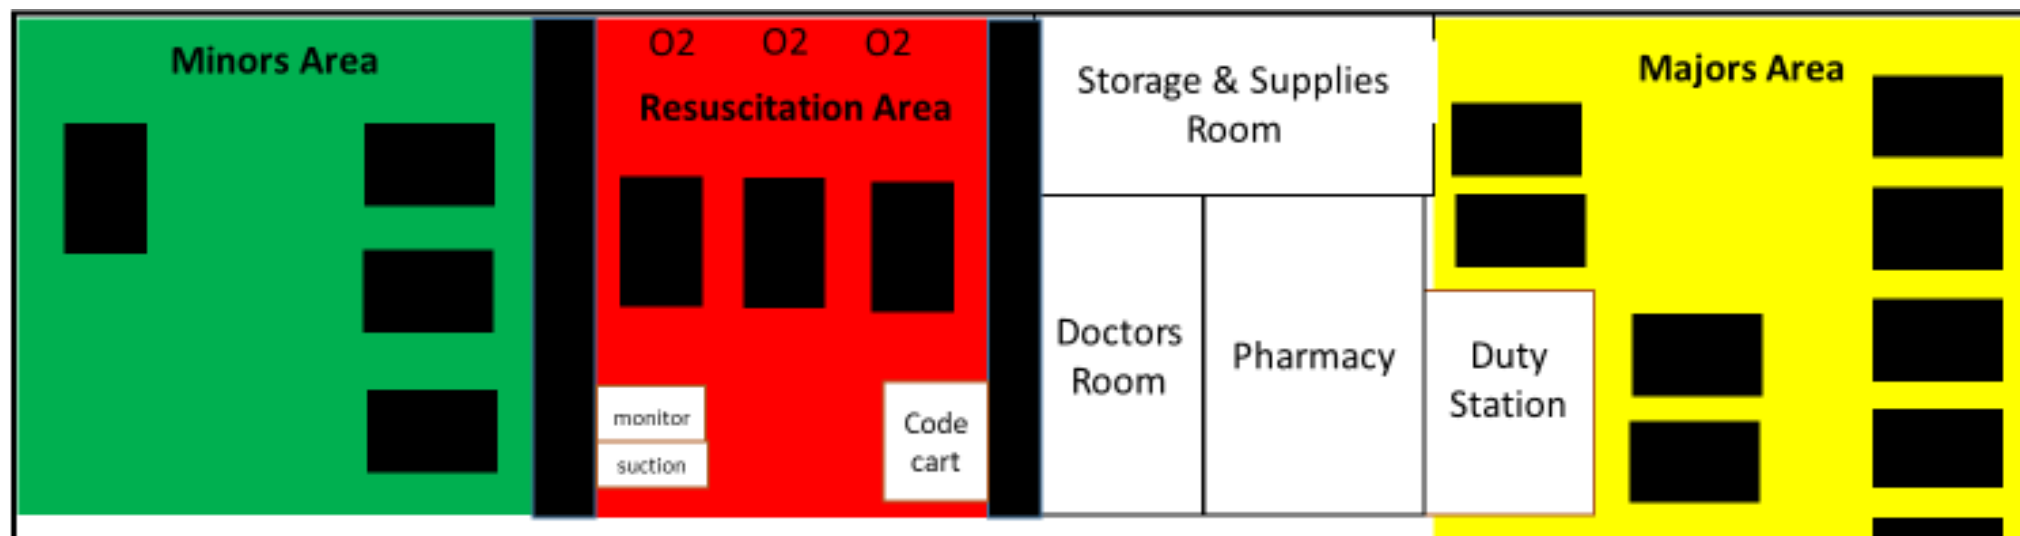 Minors Area
O2 O2 O2
Resuscitation Area
monitor
suction
Code
cart
Storage & Supplies
Room
Doctors
Room
Pharmacy
Duty
Station
Majors Area